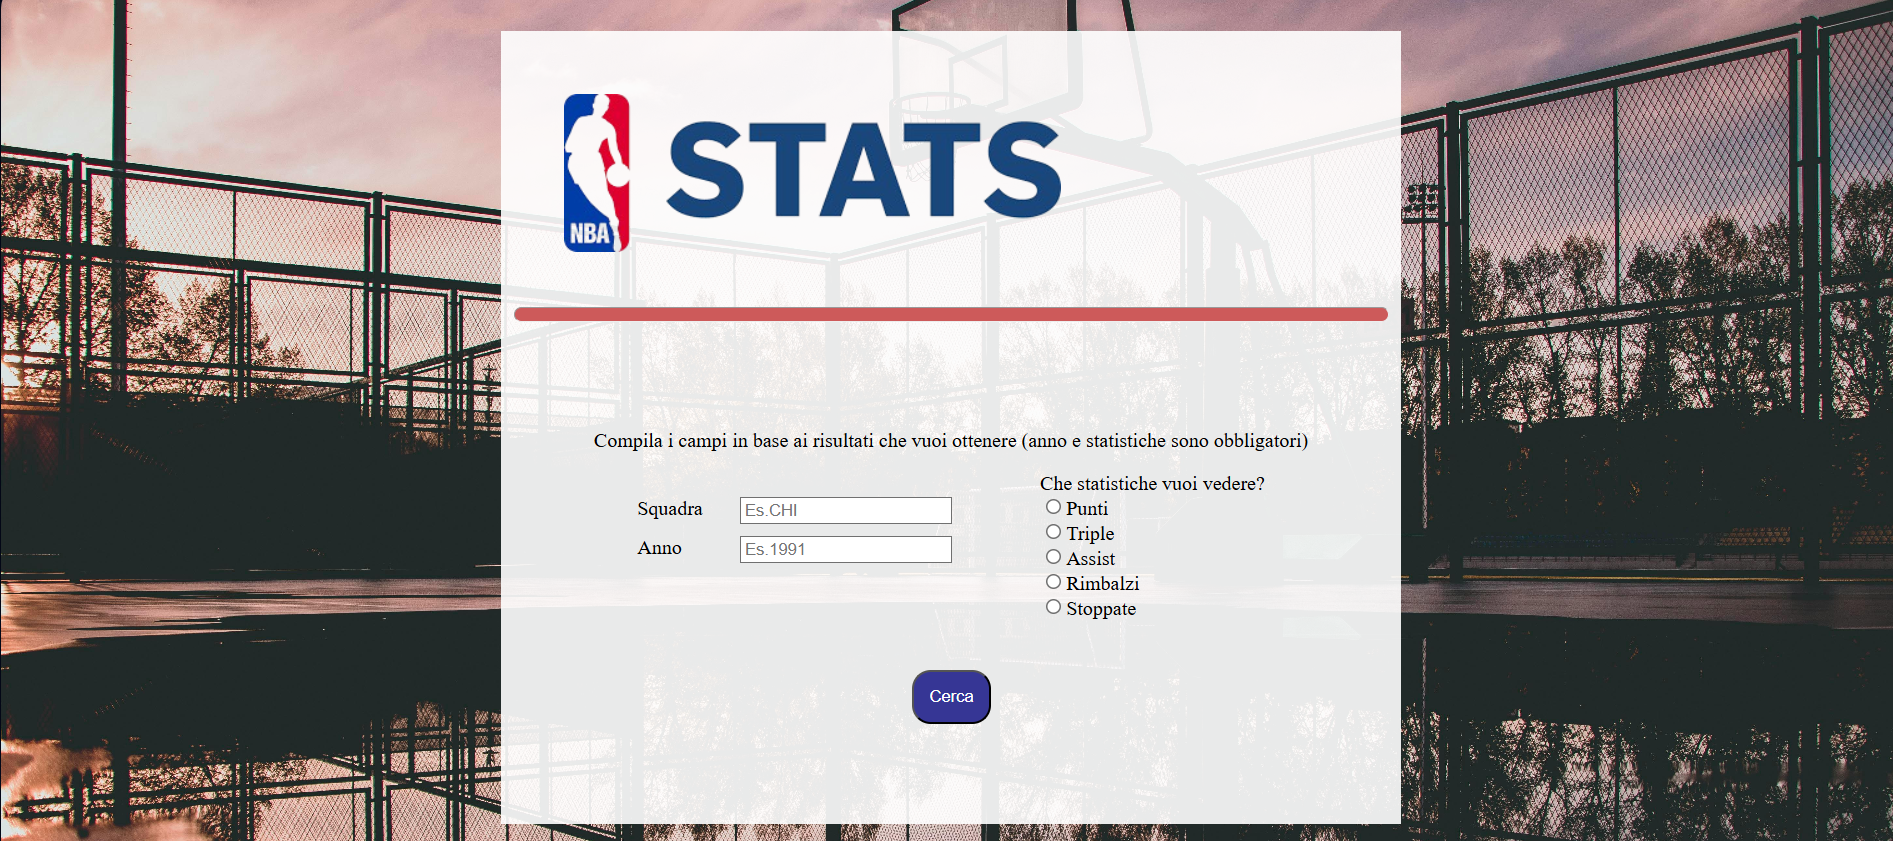 NBA
STATS
Compila i campi in base ai risultati che vuoi ottenere (anno e statistiche sono obbligatori)
Squadra
Es.CHI
Anno
Es.1991
Che statistiche vuoi vedere?
Punti
Triple
Assist
Rimbalzi
Stoppate
Cerca